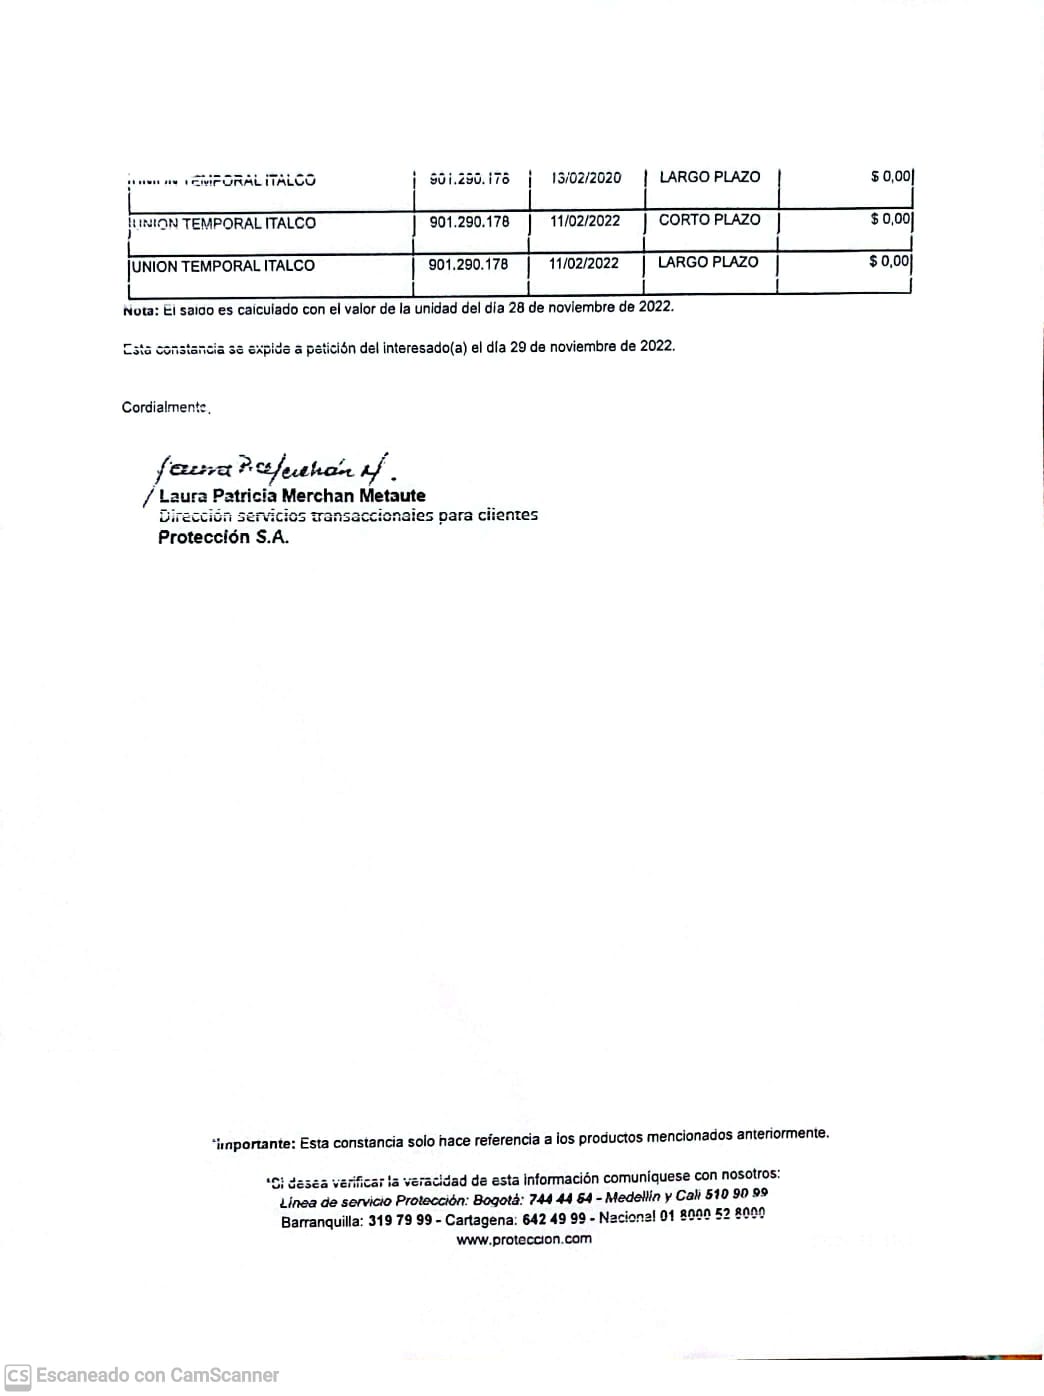 UNION TEMPORAL ITALCO 901.290.178 13/02/2020 LARGO PLAZO $ 0,00
UNION TEMPORAL ITALCO 901.290.178 11/02/2022 CORTO PLAZO $ 0,00
UNION TEMPORAL ITALCO 901.290.178 11/02/2022 LARGO PLAZO $ 0,00
Nota: El saldo es calculado con el valor de la unidad del día 28 de noviembre de 2022.
Esta constancia se expide a petición del interesado(a) el día 29 de noviembre de 2022.
Cordialmente,
Laura P. Merchán M.
Laura Patricia Merchan Metaute
Dirección servicios transaccionales para clientes
Protección S.A.
*Importante: Esta constancia solo hace referencia a los productos mencionados anteriormente.
*Si desea verificar la veracidad de esta información comuníquese con nosotros:
Línea de servicio Protección: Bogotá: 744 44 64 - Medellín y Cali 510 90 99
Barranquilla: 319 79 99 - Cartagena: 642 49 99 - Nacional 01 8000 52 8000
www.proteccion.com
CS Escaneado con CamScanner